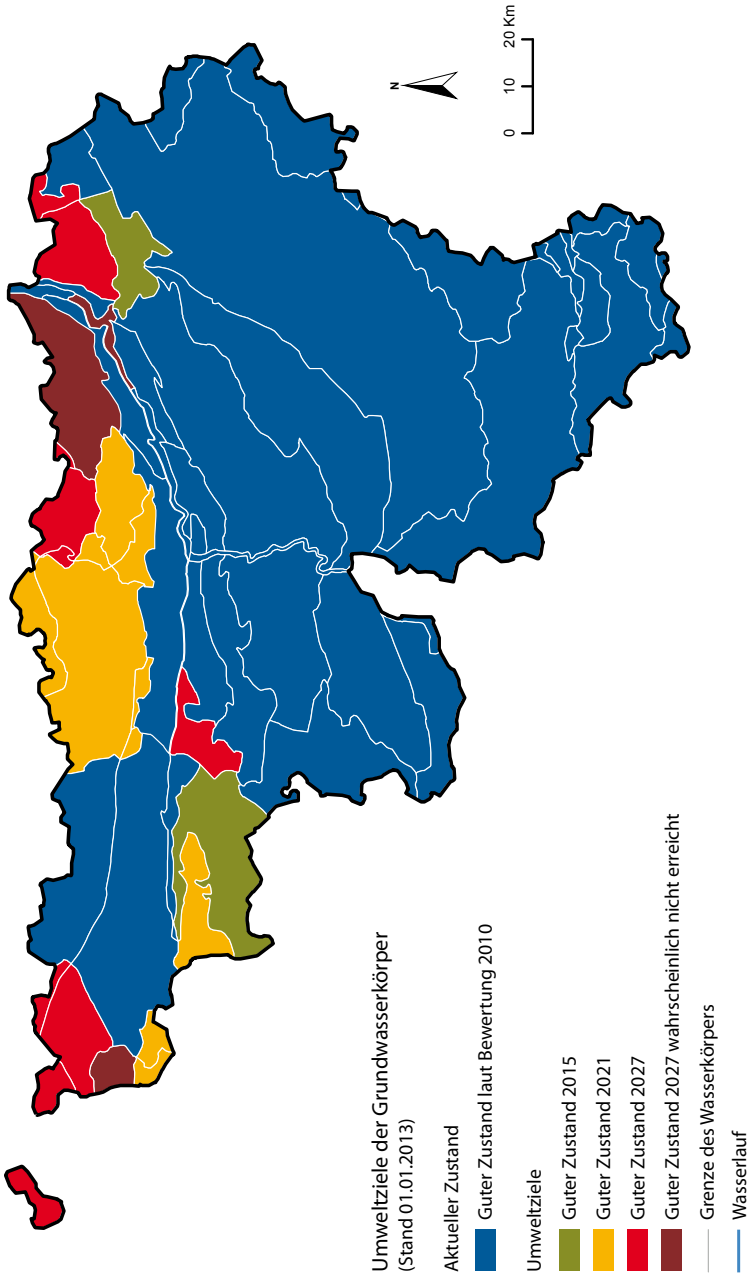 Umweltziele der Grundwasserkörper
(Stand 01.01.2013)
Aktueller Zustand
Guter Zustand laut Bewertung 2010
Umweltziele
Guter Zustand 2015
Guter Zustand 2021
Guter Zustand 2027
Guter Zustand 2027 wahrscheinlich nicht erreicht
Grenze des Wasserkörpers
Wasserlauf
N
0 10 20 Km